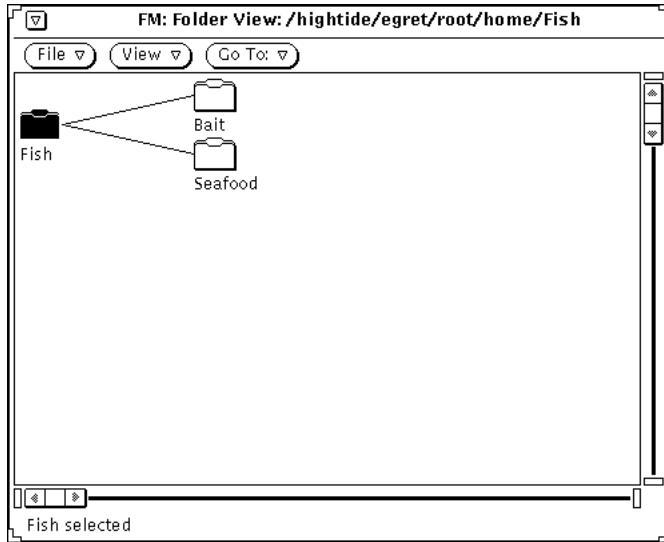 FM: Folder View: /hightide/egret/root/home/Fish
File View Go To:
Bait
Fish
Seafood
Fish selected